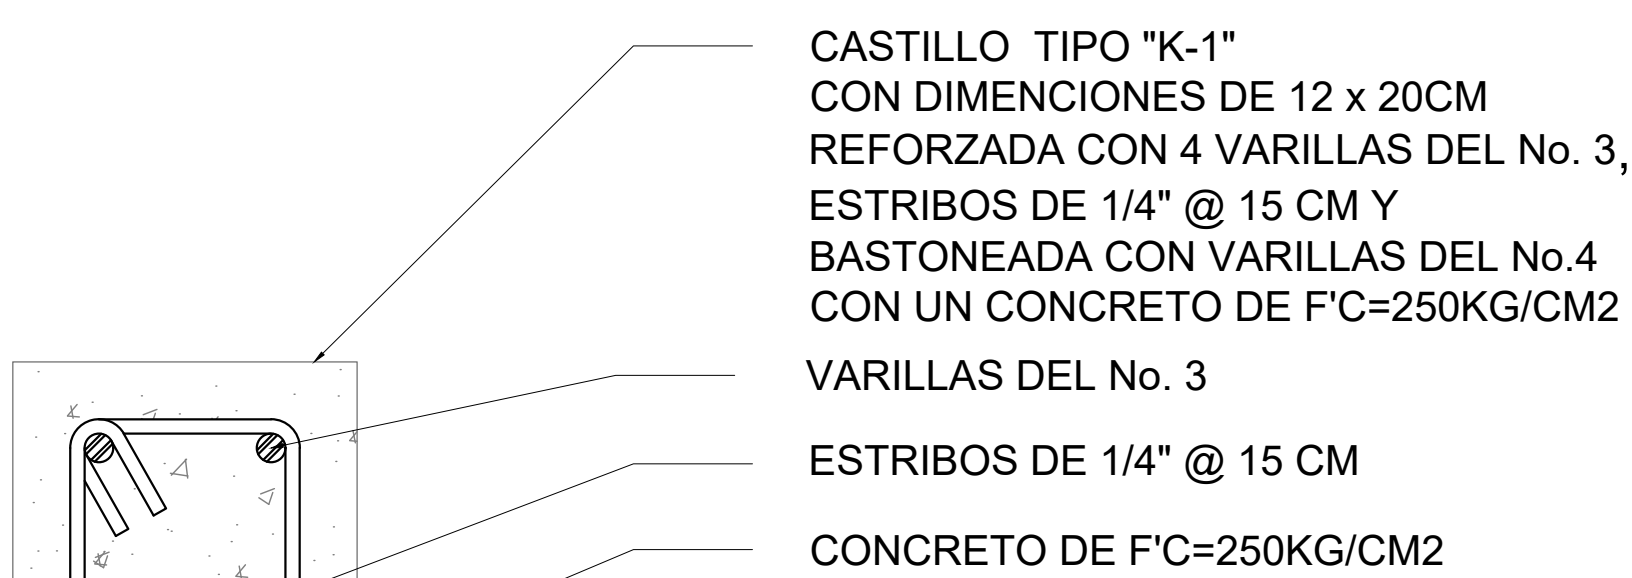 CASTILLO TIPO "K-1"
CON DIMENCIONES DE 12 x 20CM
REFORZADA CON 4 VARILLAS DEL No. 3,
ESTRIBOS DE 1/4" @ 15 CM Y
BASTONEADA CON VARILLAS DEL No.4
CON UN CONCRETO DE F'C=250KG/CM2
VARILLAS DEL No. 3
ESTRIBOS DE 1/4" @ 15 CM
CONCRETO DE F'C=250KG/CM2